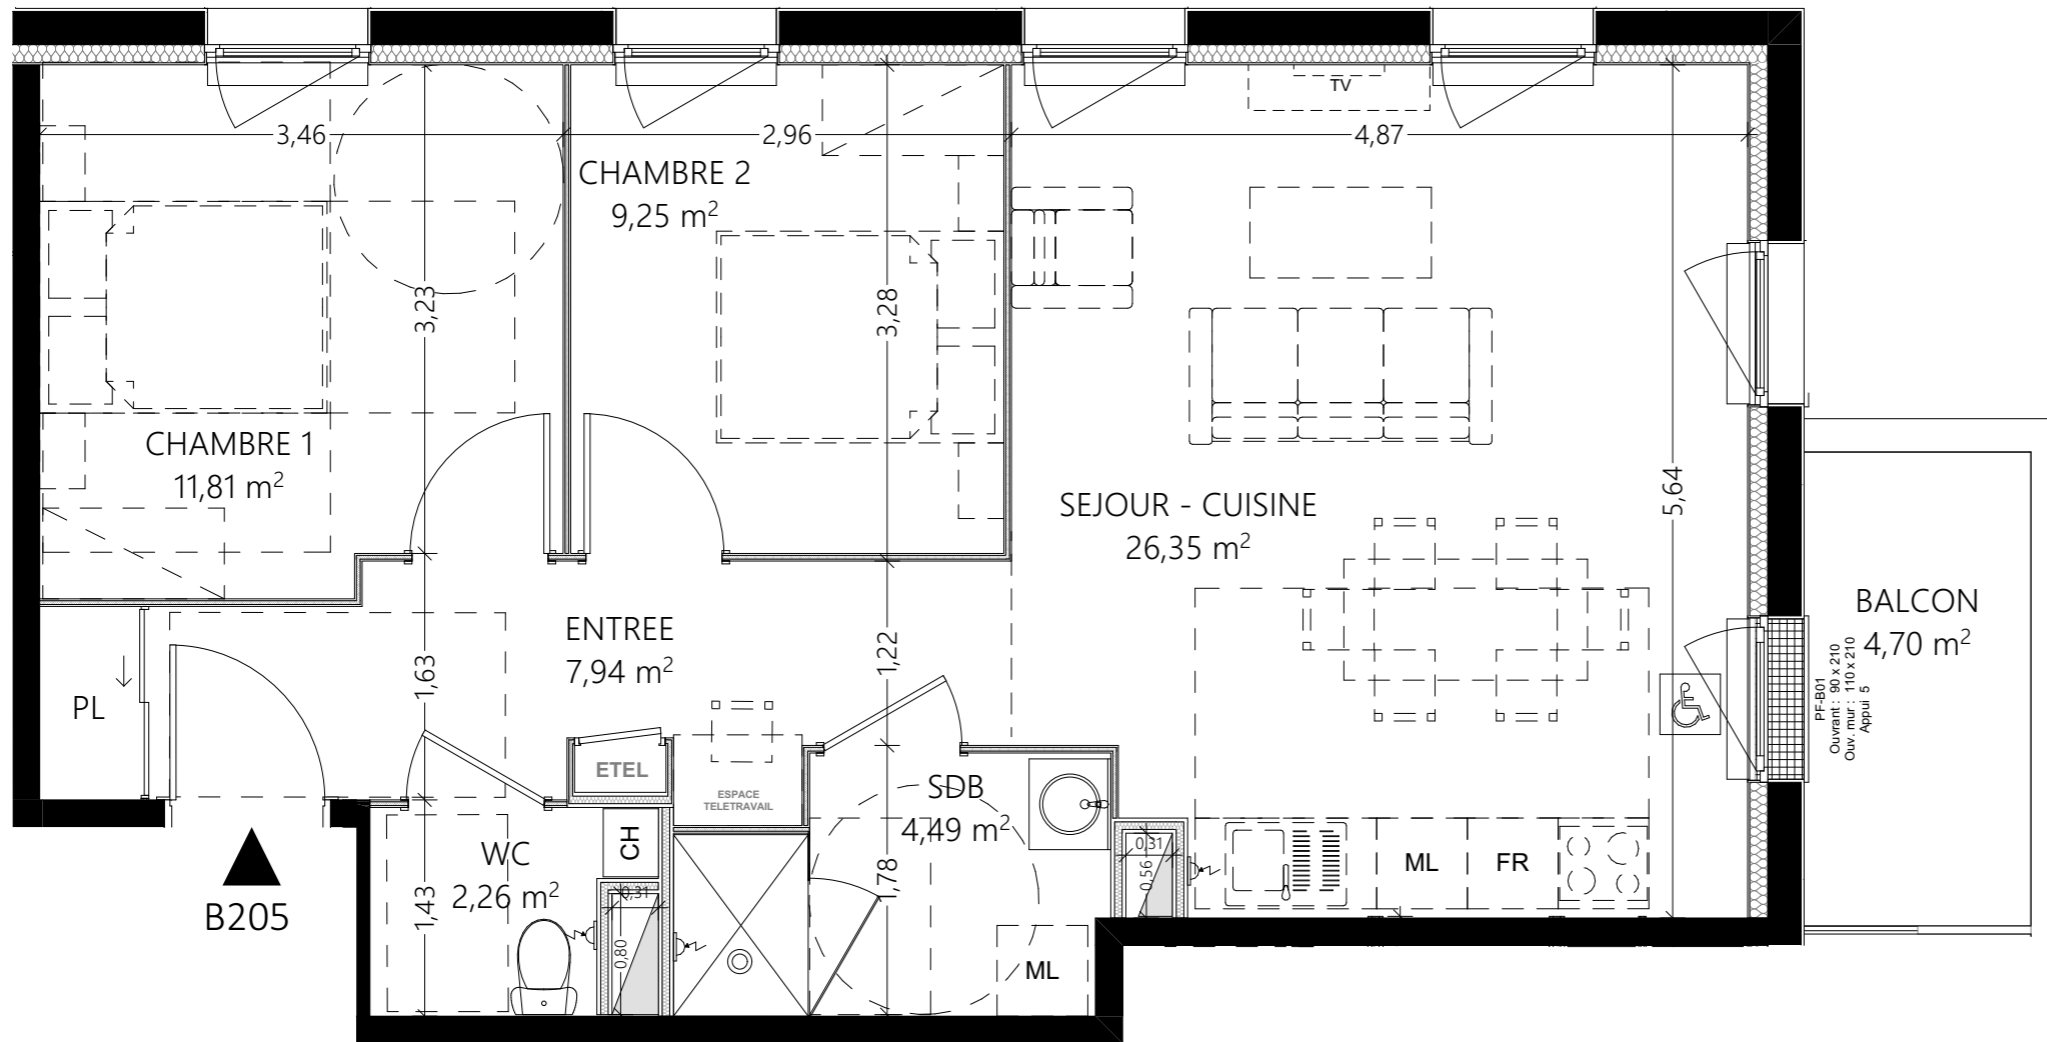 TV
3,46
2,96
4,87
CHAMBRE 2
9,25 m²
3,23
3,28
CHAMBRE 1
11,81 m²
5,64
SEJOUR - CUISINE
26,35 m²
ENTREE
7,94 m²
1,22
1,63
BALCON
4,70 m²
PF-B01
Ouvrant : 90 x 210
Ouv. mur : 110 x 210
Appui 5
PL
ETEL
ESPACE
TELETRAVAIL
SDB
4,49 m²
WC
2,26 m²
CH
0,31
0,56
ML
FR
1,78
1,43
0,31
0,80
B205
ML